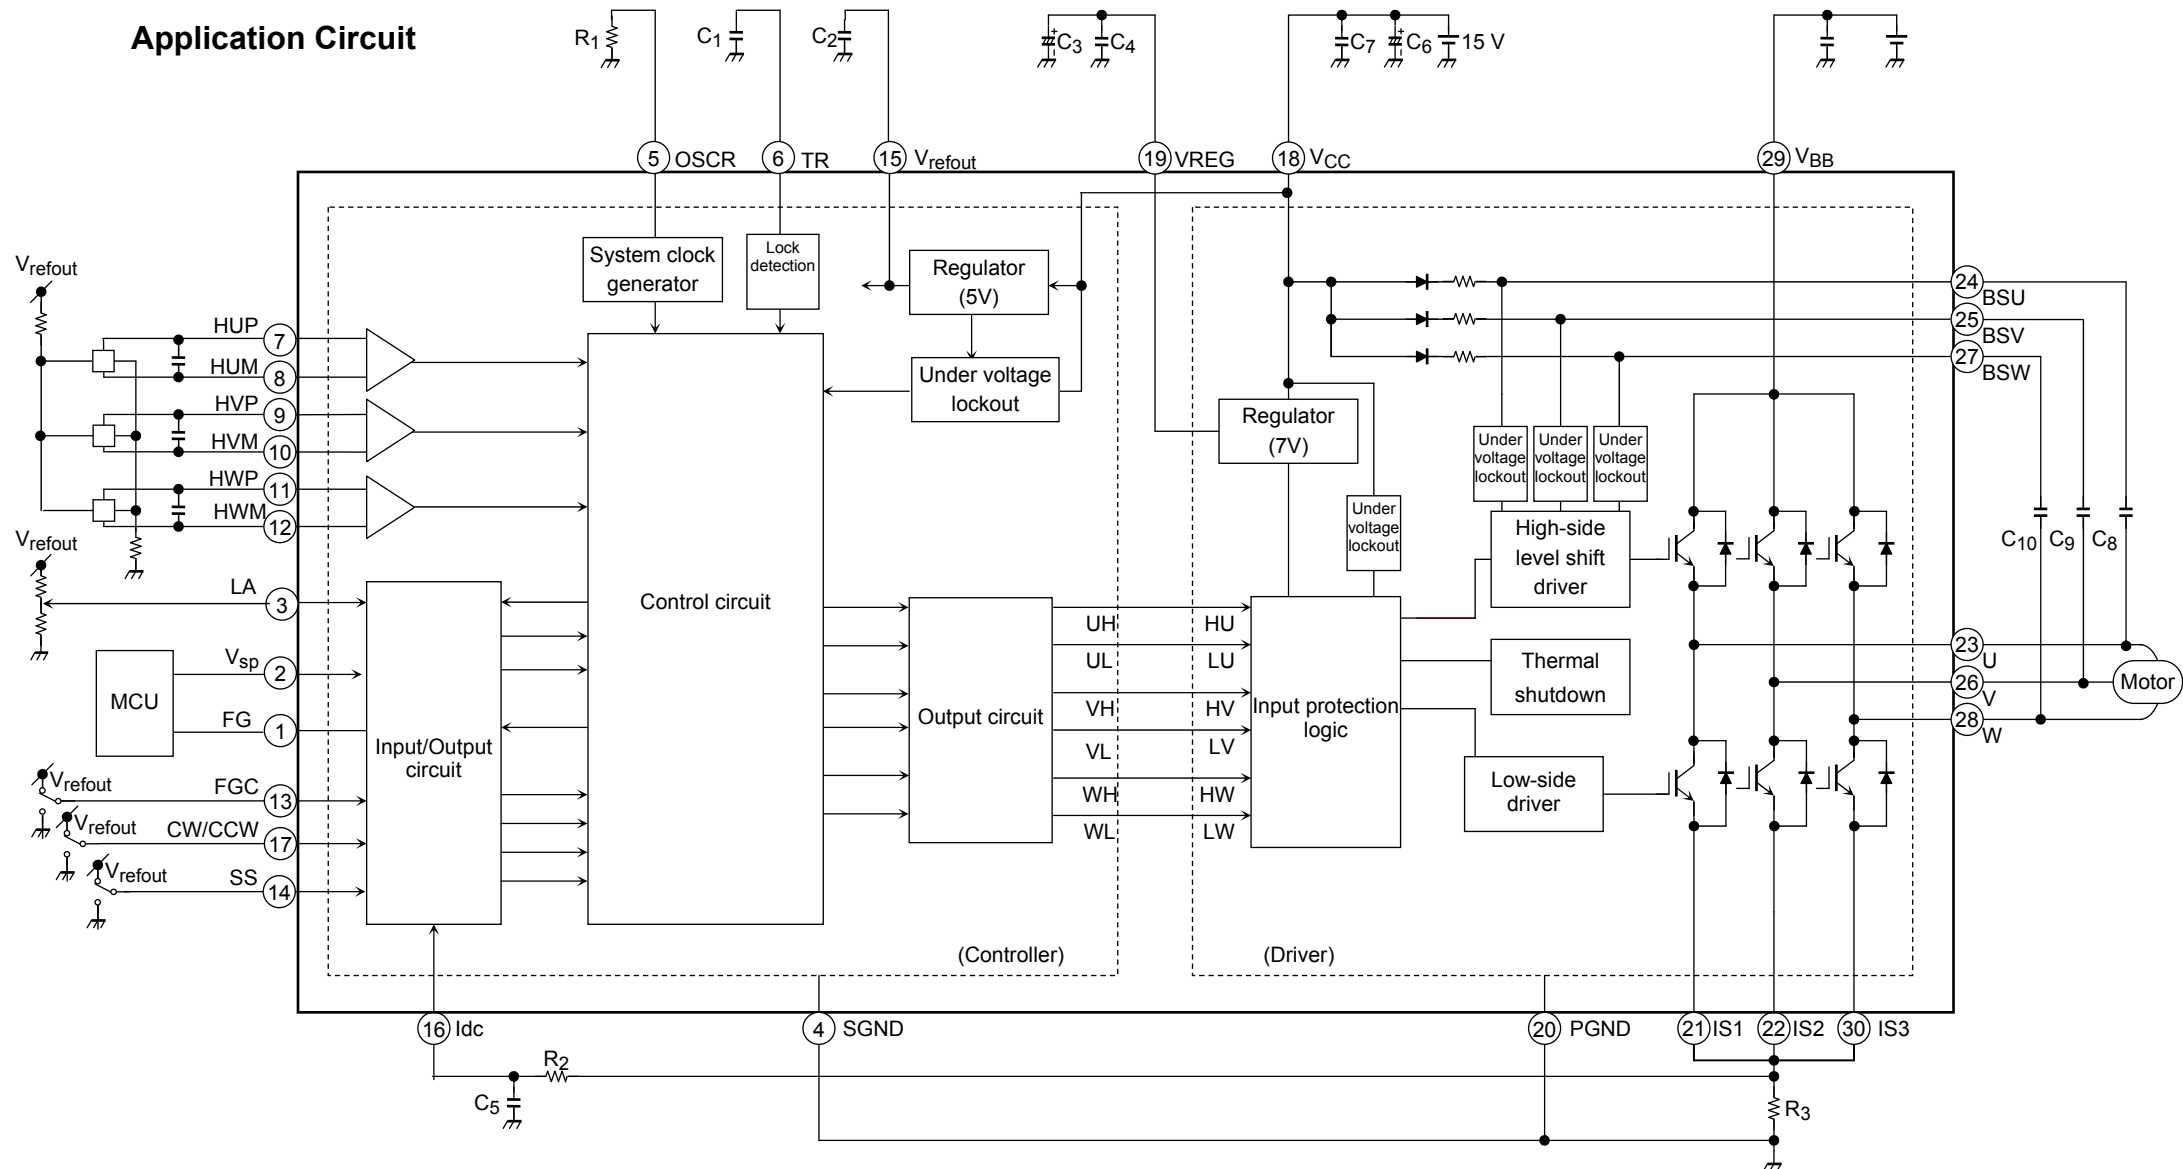 Application Circuit
R1
C1
C2
C3
C4
C7
C6
15 V
5 OSCR
6 TR
15 Vrefout
19 VREG
18 VCC
29 VBB
System clock
generator
Lock
detection
Regulator
(5V)
Under voltage
lockout
Vrefout
HUP 7
HUM 8
HVP 9
HVM 10
HWP 11
HWM 12
Vrefout
LA 3
Vsp 2
MCU
FG 1
Vrefout FGC 13
Vrefout CW/CCW 17
Vrefout SS 14
Input/Output
circuit
Control circuit
Output circuit
UH HU
UL LU
VH HV
VL LV
WH HW
WL LW
Regulator
(7V)
Under
voltage
lockout
Under
voltage
lockout
Under
voltage
lockout
Under
voltage
lockout
High-side
level shift
driver
Input protection
logic
Thermal
shutdown
Low-side
driver
24
BSU
25
BSV
27
BSW
C10 C9 C8
23
U
26
V
28
W
Motor
(Controller)
(Driver)
16 Idc
4 SGND
20 PGND
21 IS1
22 IS2
30 IS3
R2
C5
R3